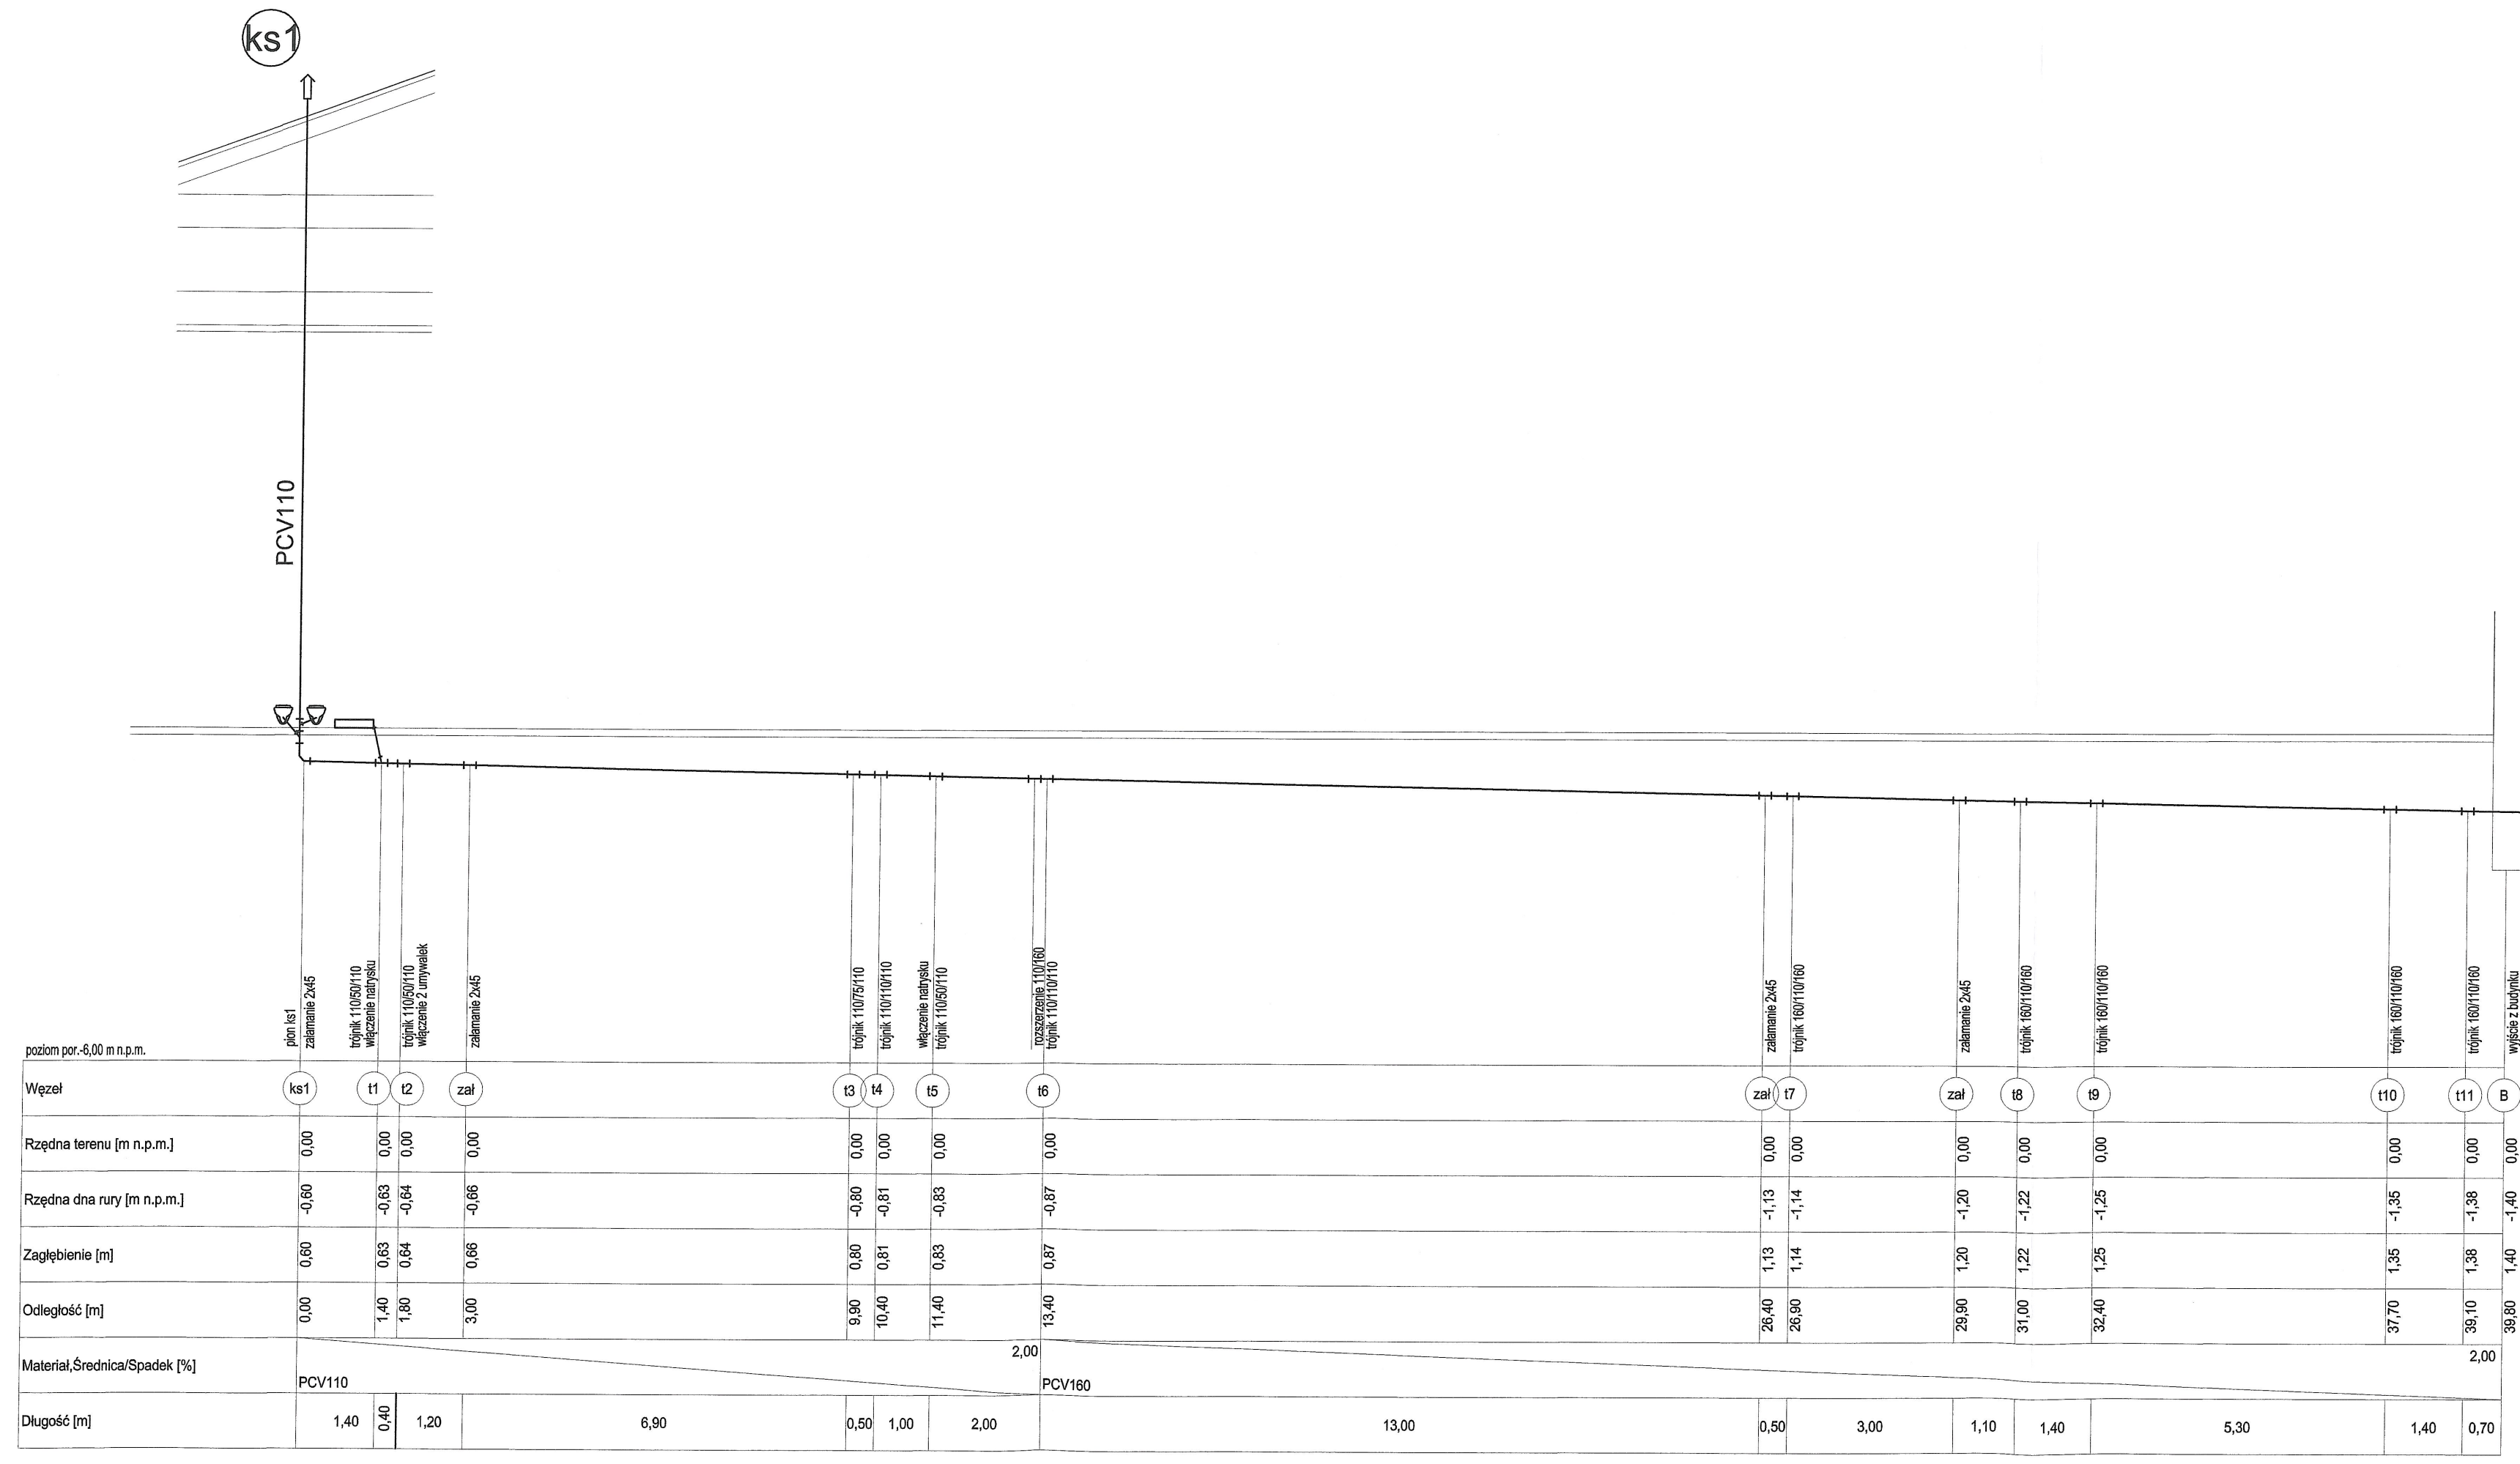 ks1
PCV110
pion ks1
załamanie 2x45
trójnik 110/50/110
włączenie natrysku
trójnik 110/50/110
włączenie 2 umywalek
załamanie 2x45
trójnik 110/75/110
trójnik 110/110/110
włączenie natrysku
trójnik 110/50/110
rozszerzenie 110/160
trójnik 110/110/110
załamanie 2x45
trójnik 160/110/160
załamanie 2x45
trójnik 160/110/160
trójnik 160/110/160
trójnik 160/110/160
trójnik 160/110/160
wyjście z budynku
poziom por.-6,00 m n.p.m.
Węzeł ks1 t1 t2 zał t3 t4 t5 t6 zał t7 zał t8 t9 t10 t11 B
Rzędna terenu [m n.p.m.] 0,00 0,00 0,00 0,00 0,00 0,00 0,00 0,00 0,00 0,00 0,00 0,00 0,00 0,00 0,00 0,00
Rzędna dna rury [m n.p.m.] -0,60 -0,63 -0,64 -0,66 -0,80 -0,81 -0,83 -0,87 -1,13 -1,14 -1,20 -1,22 -1,25 -1,35 -1,38 -1,40
Zagłębienie [m] 0,60 0,63 0,64 0,66 0,80 0,81 0,83 0,87 1,13 1,14 1,20 1,22 1,25 1,35 1,38 1,40
Odległość [m] 0,00 1,40 1,80 3,00 9,90 10,40 11,40 13,40 26,40 26,90 29,90 31,00 32,40 37,70 39,10 39,80
Materiał,Średnica/Spadek [%] PCV110 2,00 PCV160 2,00
Długość [m] 1,40 0,40 1,20 6,90 0,50 1,00 2,00 13,00 0,50 3,00 1,10 1,40 5,30 1,40 0,70